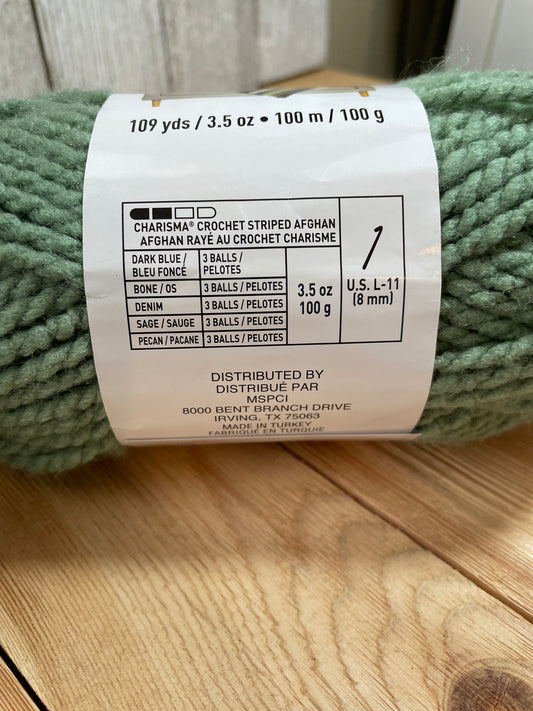 109 yds / 3.5 oz • 100 m / 100 g
CHARISMA® CROCHET STRIPED AFGHAN
AFGHAN RAYÉ AU CROCHET CHARISME
DARK BLUE /
BLEU FONCÉ
3 BALLS /
PELOTES
BONE / OS
3 BALLS / PELOTES
DENIM
3 BALLS / PELOTES
SAGE / SAUGE
3 BALLS / PELOTES
PECAN / PACANE
3 BALLS / PELOTES
3.5 oz
100 g
U.S. L-11
(8 mm)
DISTRIBUTED BY
DISTRIBUÉ PAR
MSPCI
8000 BENT BRANCH DRIVE
IRVING, TX 75063
MADE IN TURKEY
FABRIQUÉ EN TURQUIE